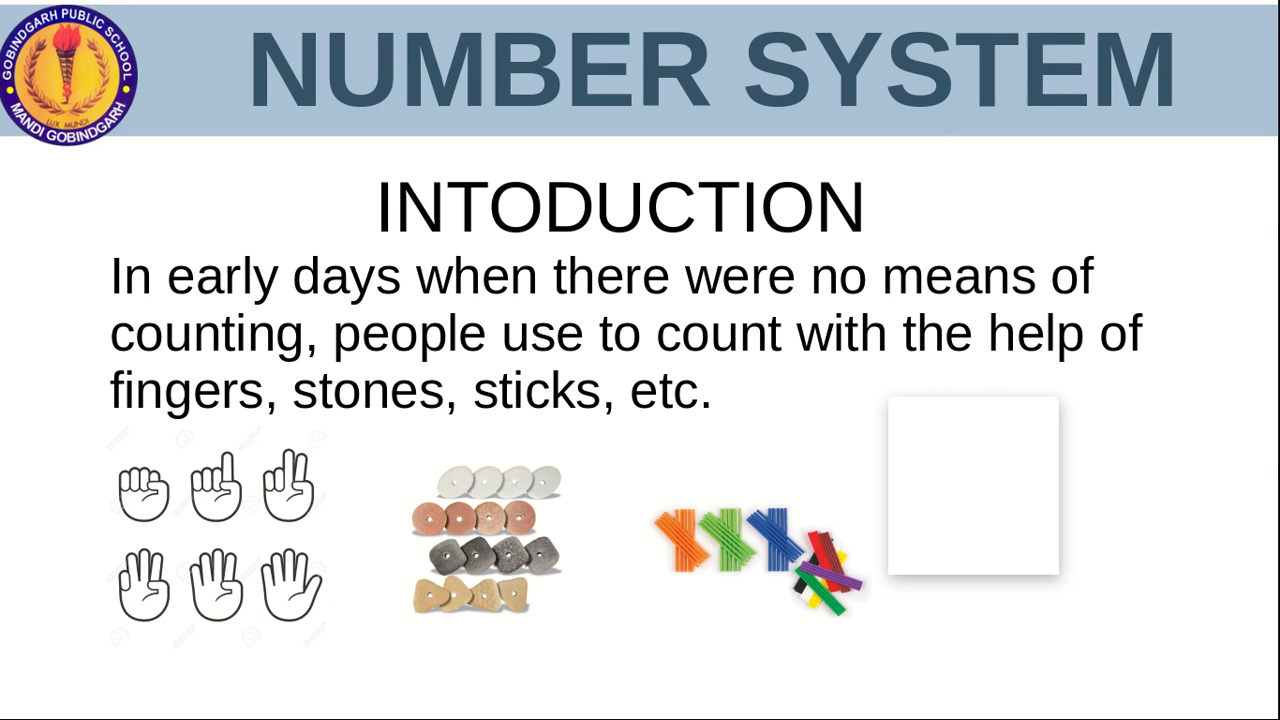 GOBINDGARH PUBLIC SCHOOL
LUX MUNDI
MANDI GOBINDGARH
NUMBER SYSTEM
INTODUCTION
In early days when there were no means of
counting, people use to count with the help of
fingers, stones, sticks, etc.